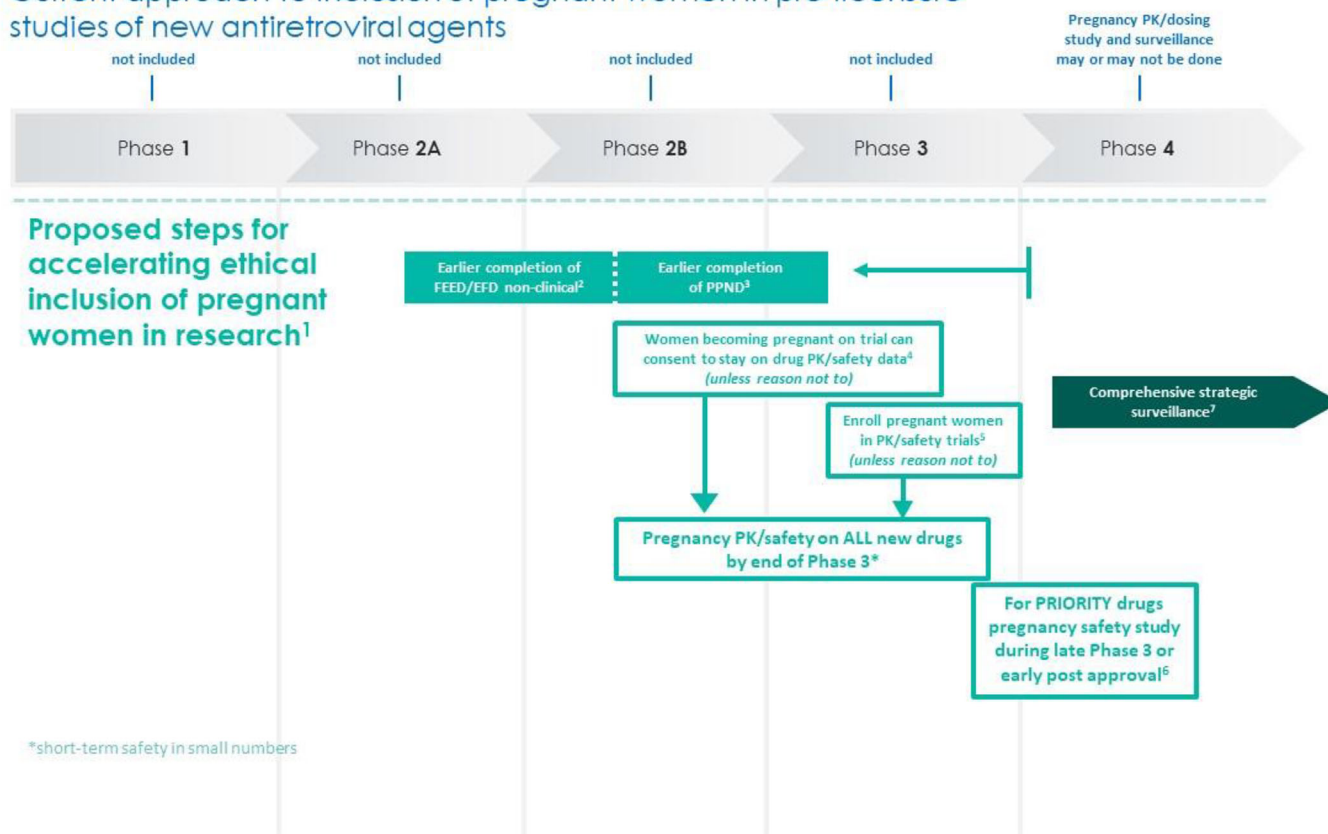 studies of new antiretroviral agents
not included
not included
not included
not included
Pregnancy PK/dosing
study and surveillance
may or may not be done
Phase 1
Phase 2A
Phase 2B
Phase 3
Phase 4
Proposed steps for
accelerating ethical
inclusion of pregnant
women in research¹
Earlier completion of
FEED/EFD non-clinical²
Earlier completion
of PPND³
Women becoming pregnant on trial can
consent to stay on drug PK/safety data⁴
(unless reason not to)
Enroll pregnant women
in PK/safety trials⁵
(unless reason not to)
Comprehensive strategic
surveillance⁷
Pregnancy PK/safety on ALL new drugs
by end of Phase 3*
For PRIORITY drugs
pregnancy safety study
during late Phase 3 or
early post approval⁶
*short-term safety in small numbers